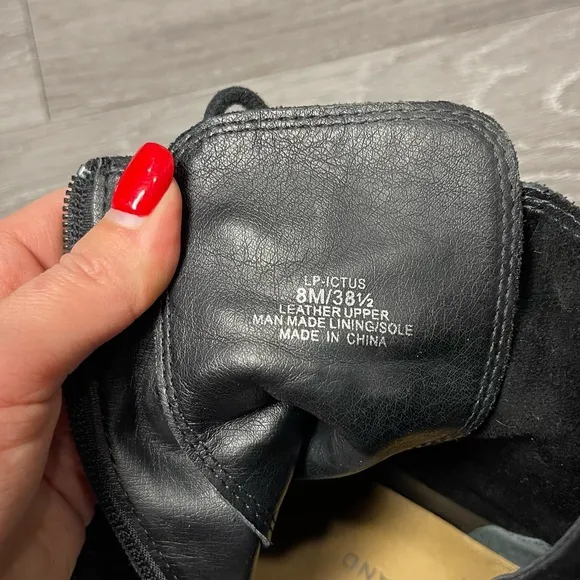 LP-ICTUS
8M/38½
LEATHER UPPER
MAN MADE LINING/SOLE
MADE IN CHINA